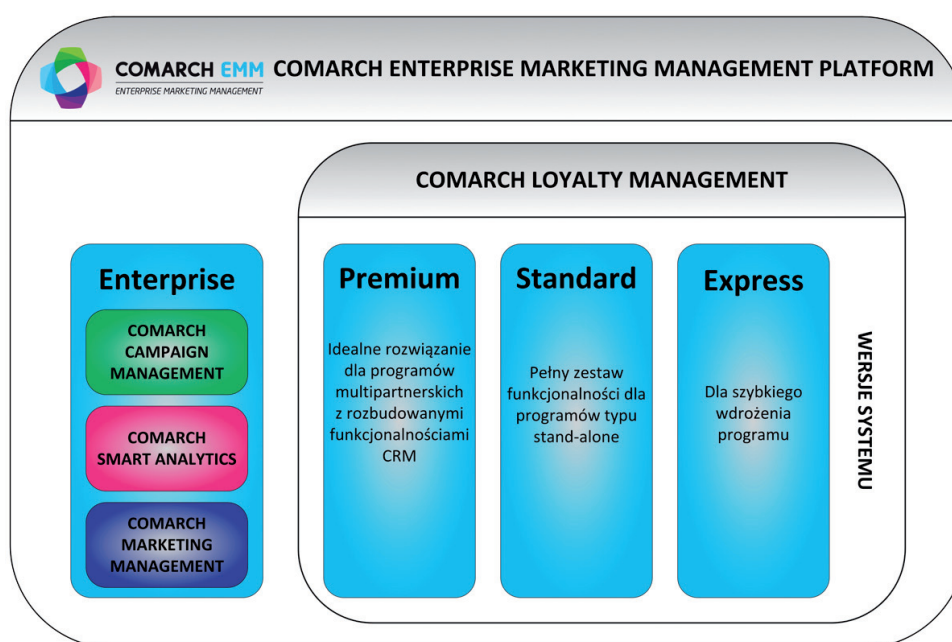 COMARCH EMM
ENTERPRISE MARKETING MANAGEMENT
COMARCH ENTERPRISE MARKETING MANAGEMENT PLATFORM
COMARCH LOYALTY MANAGEMENT
Enterprise
COMARCH
CAMPAIGN
MANAGEMENT
COMARCH
SMART ANALYTICS
COMARCH
MARKETING
MANAGEMENT
Premium
Idealne rozwiązanie
dla programów
multipartnerskich
z rozbudowanymi
funkcjonalnościami
CRM
Standard
Pełny zestaw
funkcjonalności dla
programów typu
stand-alone
Express
Dla szybkiego
wdrożenia
programu
WERSJE SYSTEMU